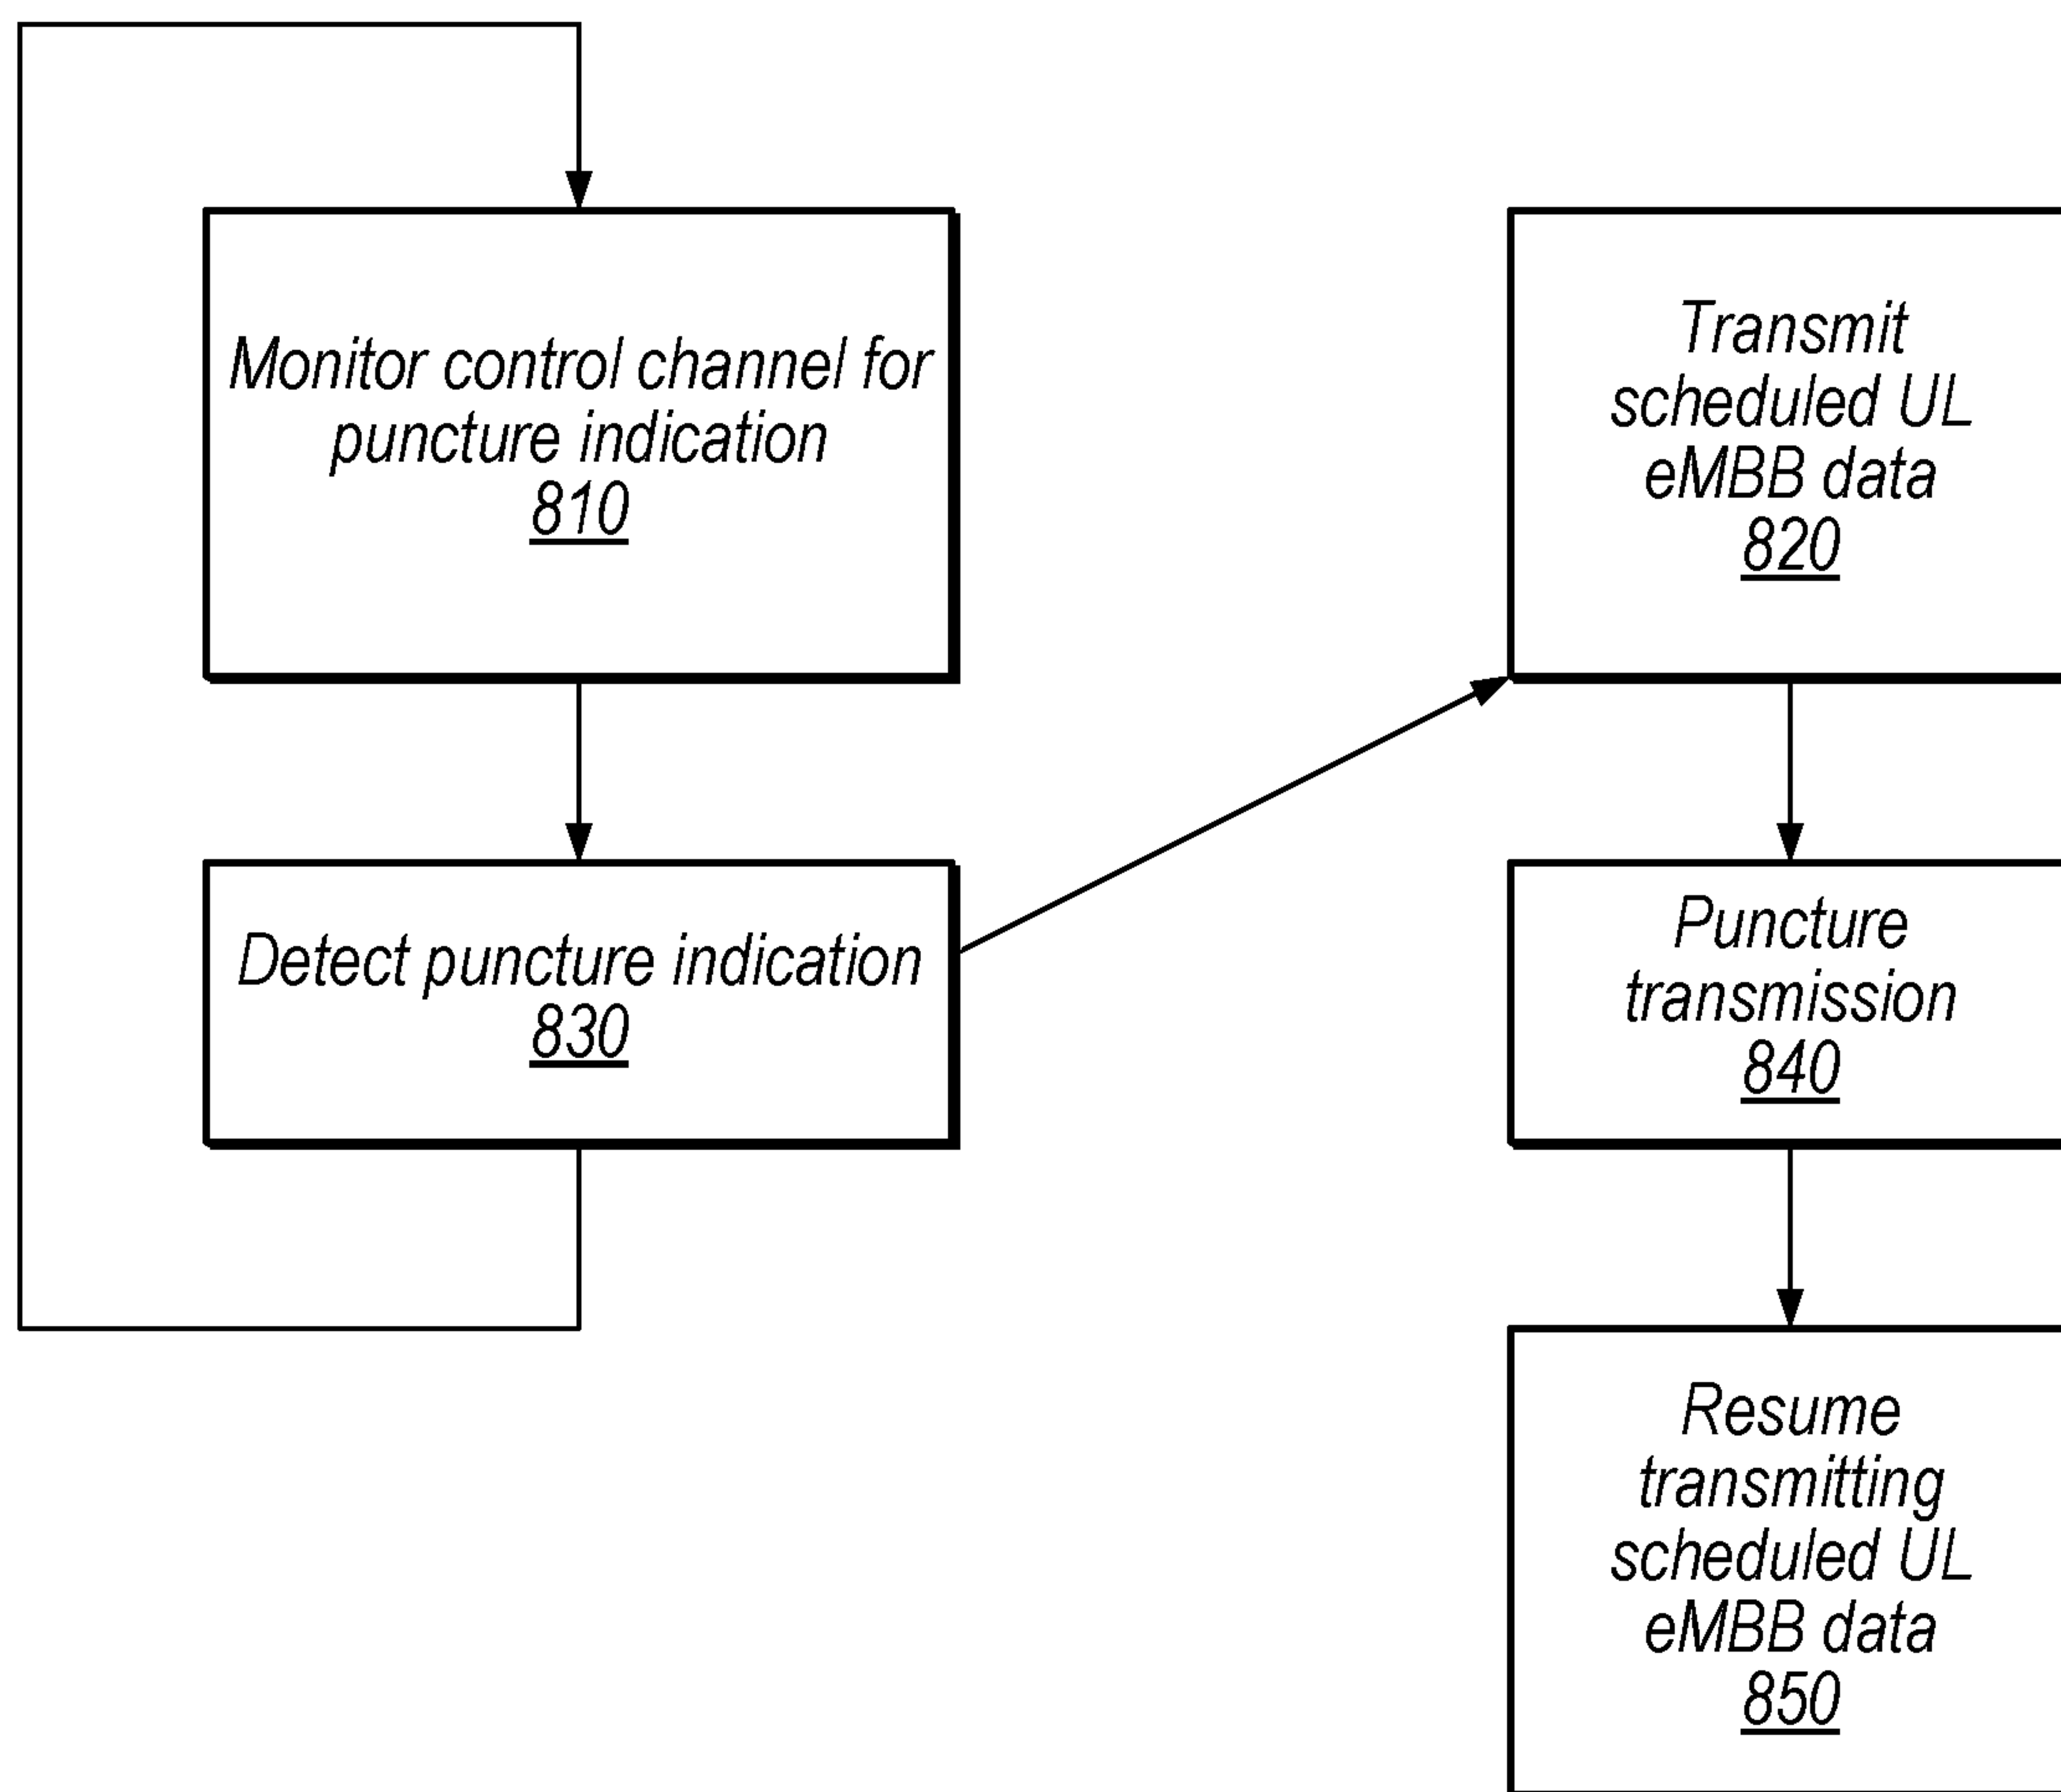 Monitor control channel for
puncture indication
810
Transmit
scheduled UL
eMBB data
820
Detect puncture indication
830
Puncture
transmission
840
Resume
transmitting
scheduled UL
eMBB data
850